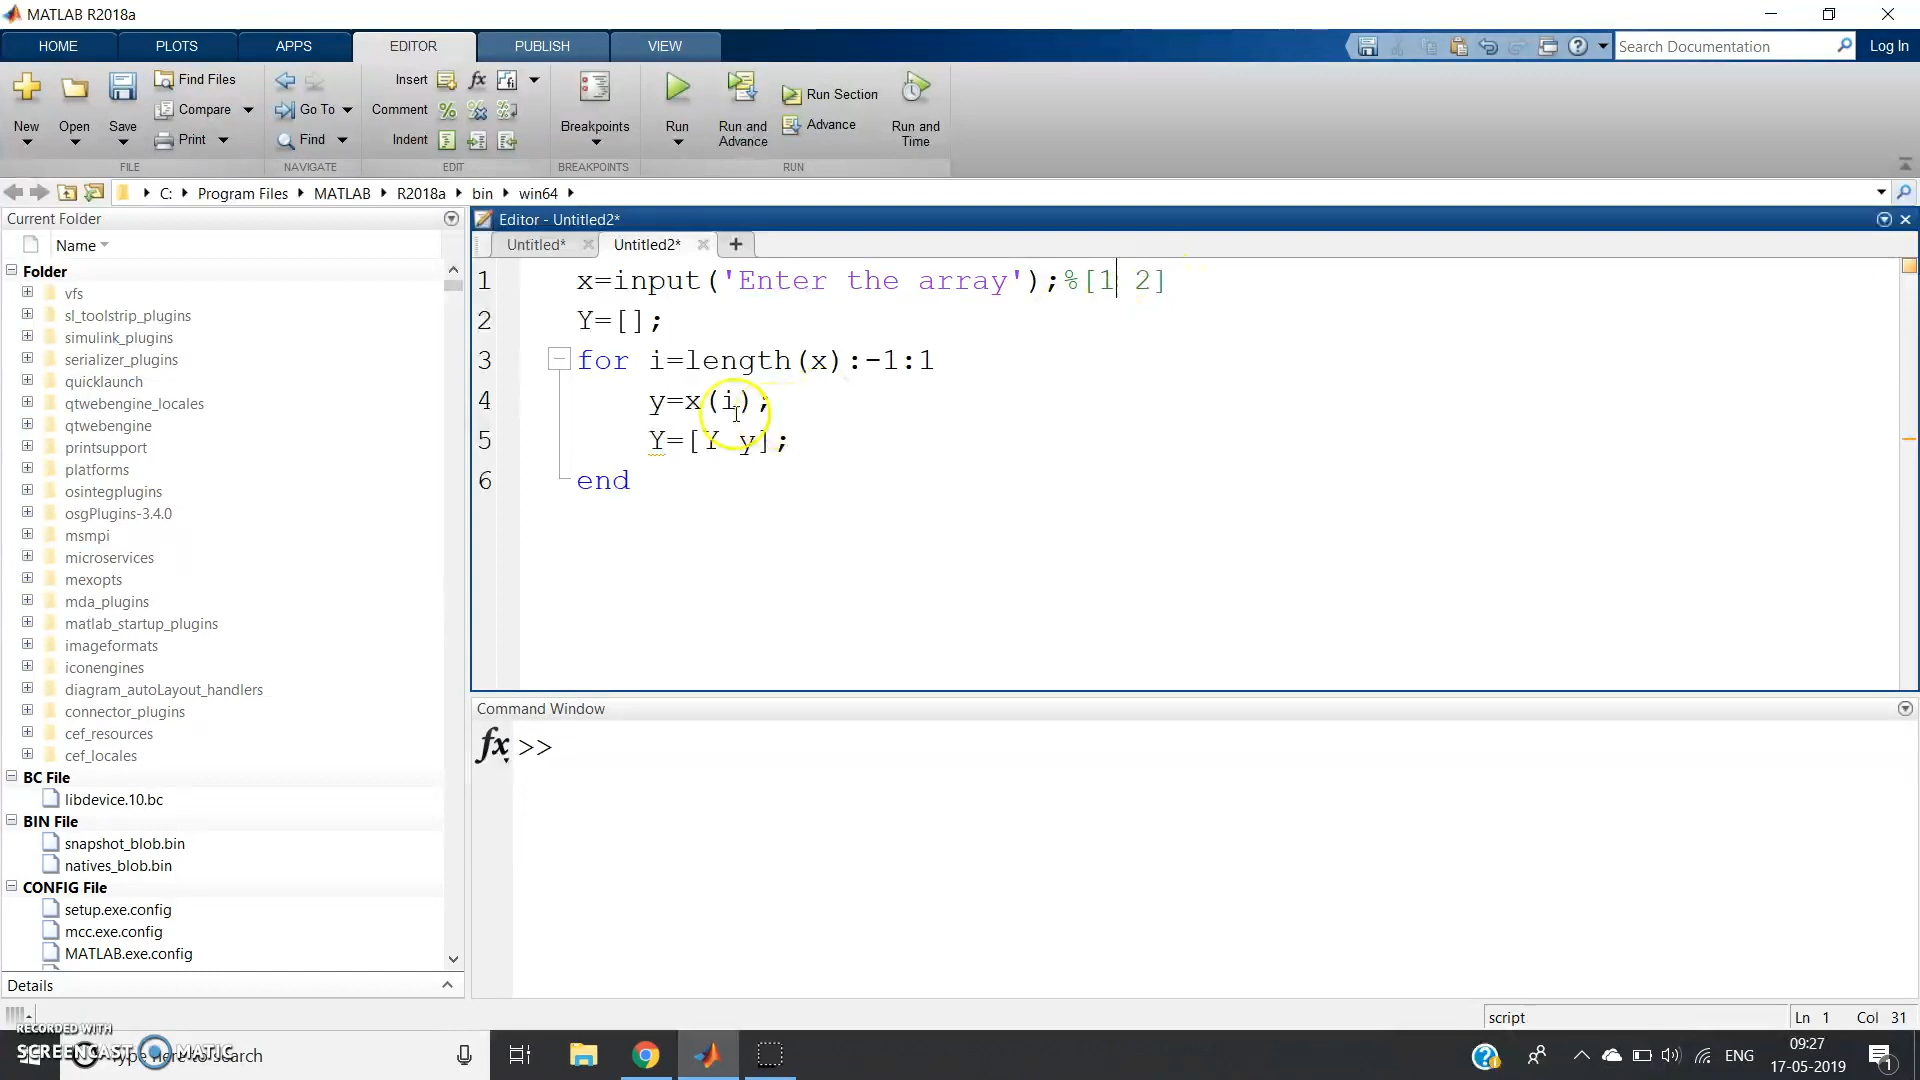 MATLAB R2018a
HOME PLOTS APPS EDITOR PUBLISH VIEW
Search Documentation Log In
New Open Save Find Files Compare Print
FILE
Go To Find
NAVIGATE
Insert Comment Indent
EDIT
Breakpoints
BREAKPOINTS
Run Run and Advance Run Section Advance Run and Time
RUN
C: Program Files MATLAB R2018a bin win64
Current Folder
Name
Folder
vfs
sl_toolstrip_plugins
simulink_plugins
serializer_plugins
quicklaunch
qtwebengine_locales
qtwebengine
printsupport
platforms
osintegplugins
osgPlugins-3.4.0
msmpi
microservices
mexopts
mda_plugins
matlab_startup_plugins
imageformats
iconengines
diagram_autoLayout_handlers
connector_plugins
cef_resources
cef_locales
BC File
libdevice.10.bc
BIN File
snapshot_blob.bin
natives_blob.bin
CONFIG File
setup.exe.config
mcc.exe.config
MATLAB.exe.config
Details
Editor - Untitled2*
Untitled* Untitled2*
1 x=input('Enter the array');%[1 2]
2 Y=[];
3 for i=length(x):-1:1
4 y=x(i);
5 Y=[Y y];
6 end
Command Window
fx >>
script Ln 1 Col 31
RECORDED WITH
SCREENCAST MATIC
Type here to search
ENG
09:27
17-05-2019
1